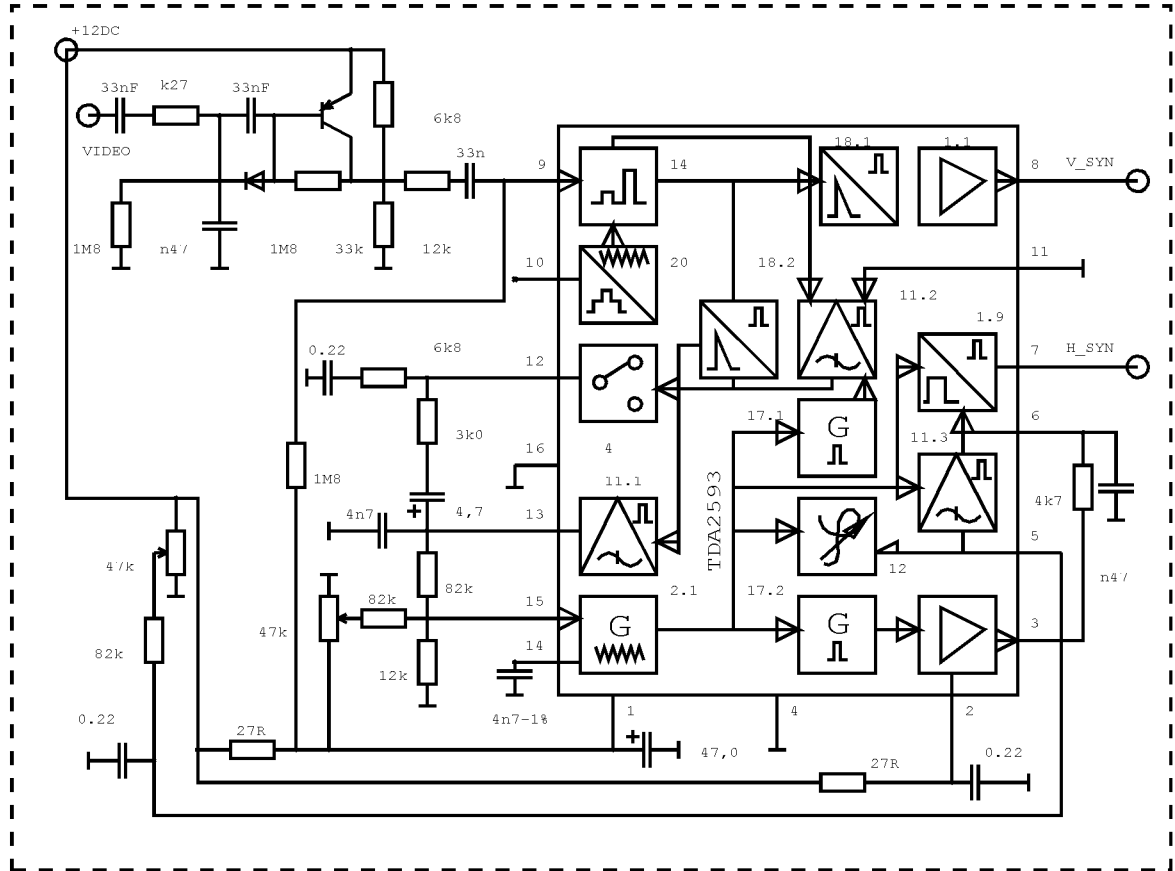 +12DC
33nF
k27
33nF
6k8
VIDEO
33n
9
14
18.1
1.1
8
V_SYN
1M8
n47
1M8
33k
12k
10
20
18.2
11
11.2
1.9
0.22
6k8
12
7
H_SYN
3k0
17.1
G
6
11.3
16
4
1M8
11.1
TDA2593
4k7
4n7
+
4,7
13
5
47k
12
n47
82k
2.1
17.2
82k
15
47k
G
G
3
82k
14
12k
4n7-1%
0.22
1
4
2
27R
+
47,0
27R
0.22